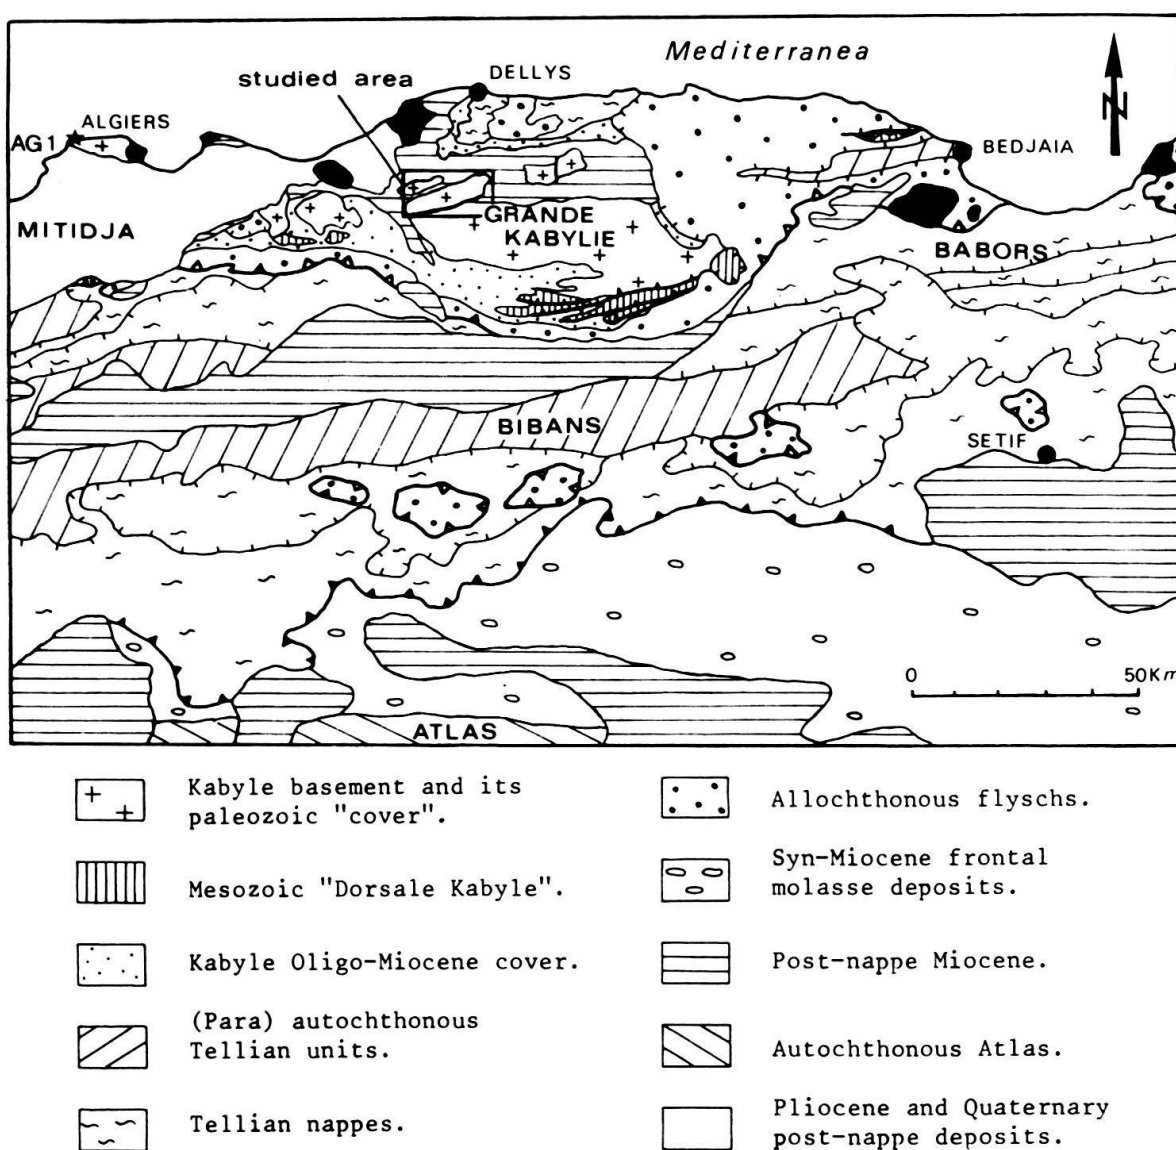 Mediterranea
DELLYS
studied area
ALGIERS
AG1
BEDJAIA
N
MITIDJA
GRANDE
KABYLIE
BABORS
BIBANS
SETIF
0
50Km
ATLAS
Kabyle basement and its
paleozoic "cover".
Mesozoic "Dorsale Kabyle".
Kabyle Oligo-Miocene cover.
(Para) autochthonous
Tellian units.
Tellian nappes.
Allochthonous flyschs.
Syn-Miocene frontal
molasse deposits.
Post-nappe Miocene.
Autochthonous Atlas.
Pliocene and Quaternary
post-nappe deposits.